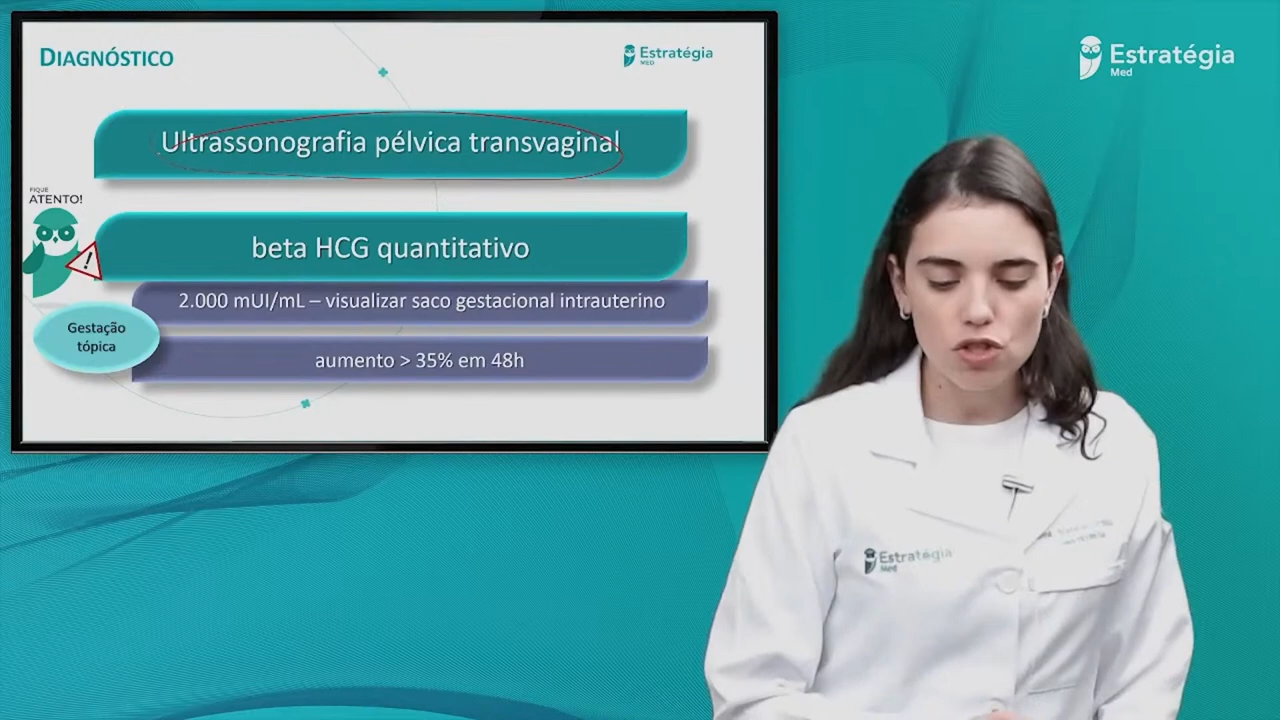 DIAGNÓSTICO
Estratégia
MED
Estratégia
Med
Ultrassonografia pélvica transvaginal
FIQUE
ATENTO!
beta HCG quantitativo
!
2.000 mUI/mL – visualizar saco gestacional intrauterino
Gestação
tópica
aumento > 35% em 48h
Estratégia
Med